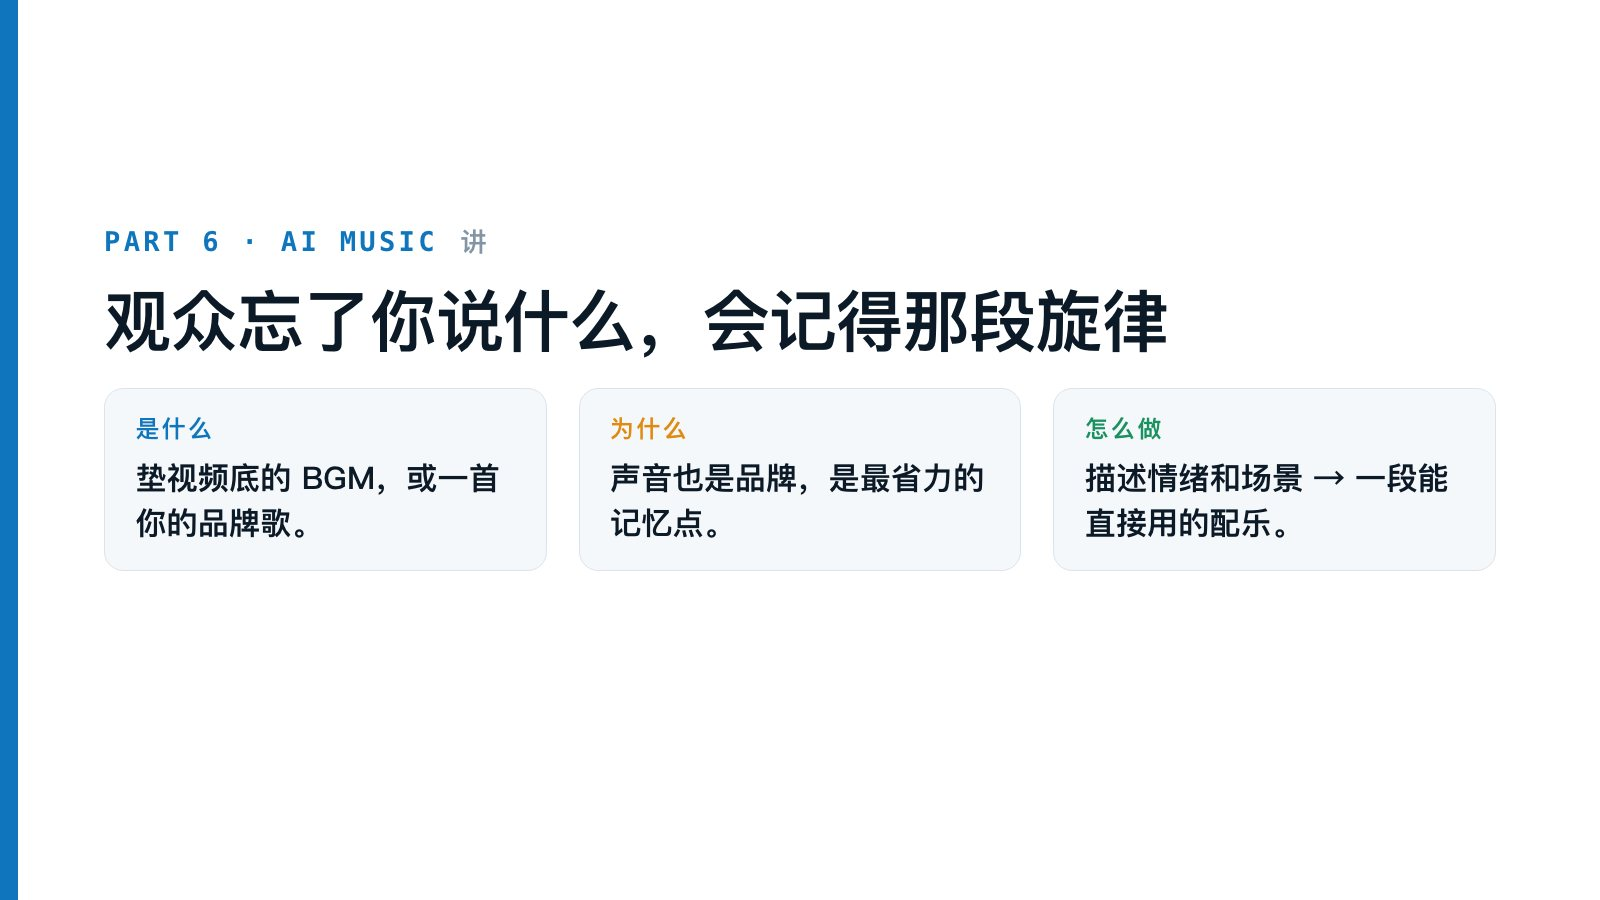 PART 6 · AI MUSIC 讲
观众忘了你说什么，会记得那段旋律
是什么
垫视频底的 BGM，或一首
你的品牌歌。
为什么
声音也是品牌，是最省力的
记忆点。
怎么做
描述情绪和场景 → 一段能
直接用的配乐。